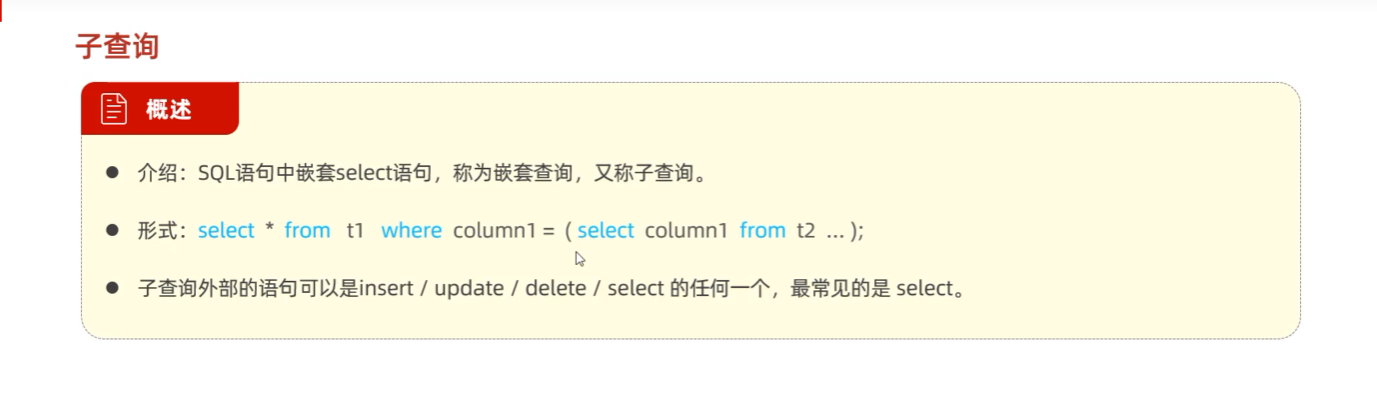 子查询
概述
介绍：SQL语句中嵌套select语句，称为嵌套查询，又称子查询。
形式：select * from t1 where column1 = ( select column1 from t2 ... );
子查询外部的语句可以是insert / update / delete / select 的任何一个，最常见的是 select。